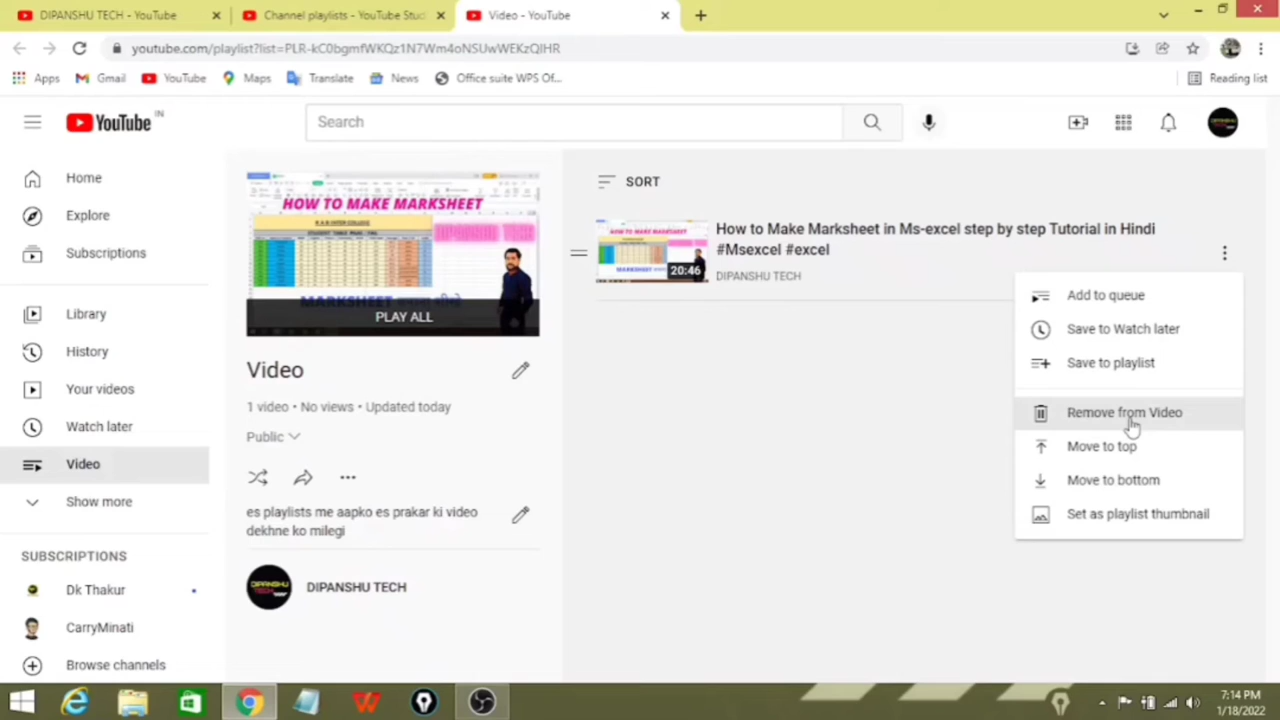 DIPANSHU TECH - YouTube
Channel playlists - YouTube Stud
Video - YouTube
youtube.com/playlist?list=PLR-kC0bgmfWKQz1N7Wm4oNSUwWEKzQIHR
Apps
Gmail
YouTube
Maps
Translate
News
Office suite WPS Of...
Reading list
YouTube IN
Search
Home
Explore
Subscriptions
Library
History
Your videos
Watch later
Video
Show more
SUBSCRIPTIONS
Dk Thakur
CarryMinati
Browse channels
HOW TO MAKE MARKSHEET
DIPANSHU TECH
PLAY ALL
Video
1 video • No views • Updated today
Public
es playlists me aapko es prakar ki video
dekhne ko milegi
DIPANSHU TECH
SORT
20:46
How to Make Marksheet in Ms-excel step by step Tutorial in Hindi
#Msexcel #excel
DIPANSHU TECH
Add to queue
Save to Watch later
Save to playlist
Remove from Video
Move to top
Move to bottom
Set as playlist thumbnail
7:14 PM
1/18/2022